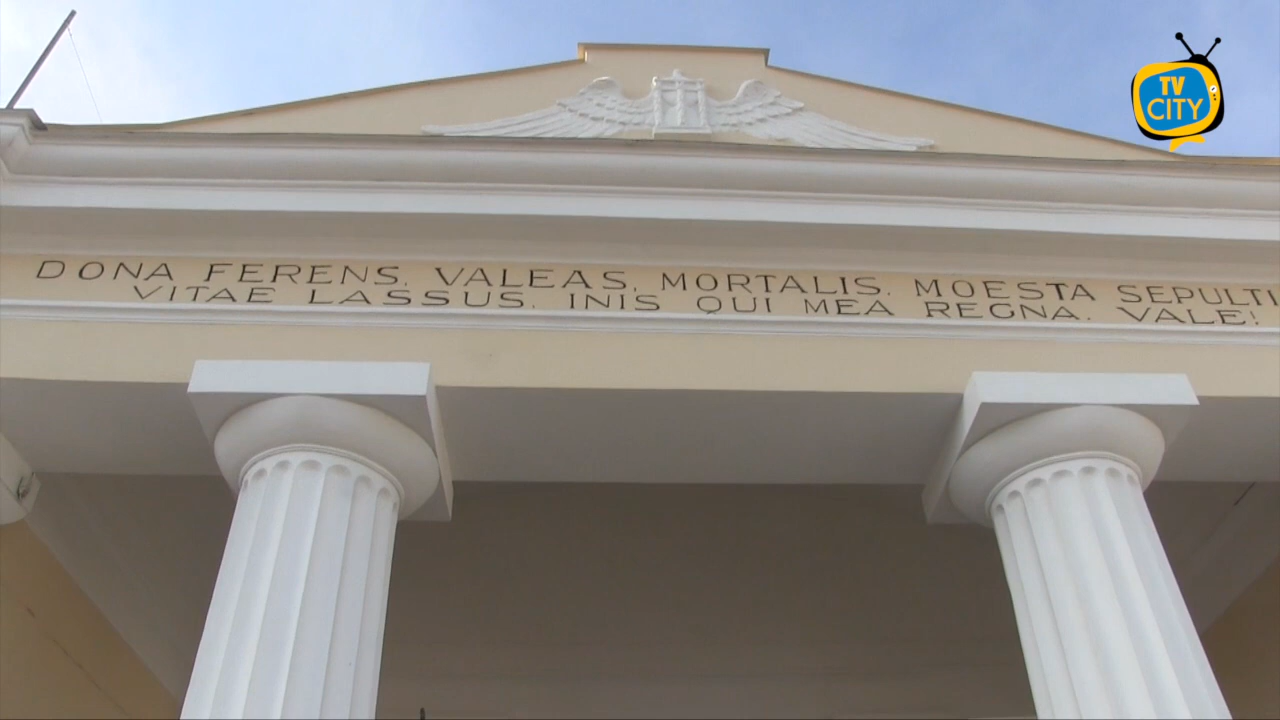 TV
CITY
DONA FERENS. VALEAS. MORTALIS. MOESTA SEPULTI
VITAE LASSUS. INIS QUI MEA REGNA. VALE!